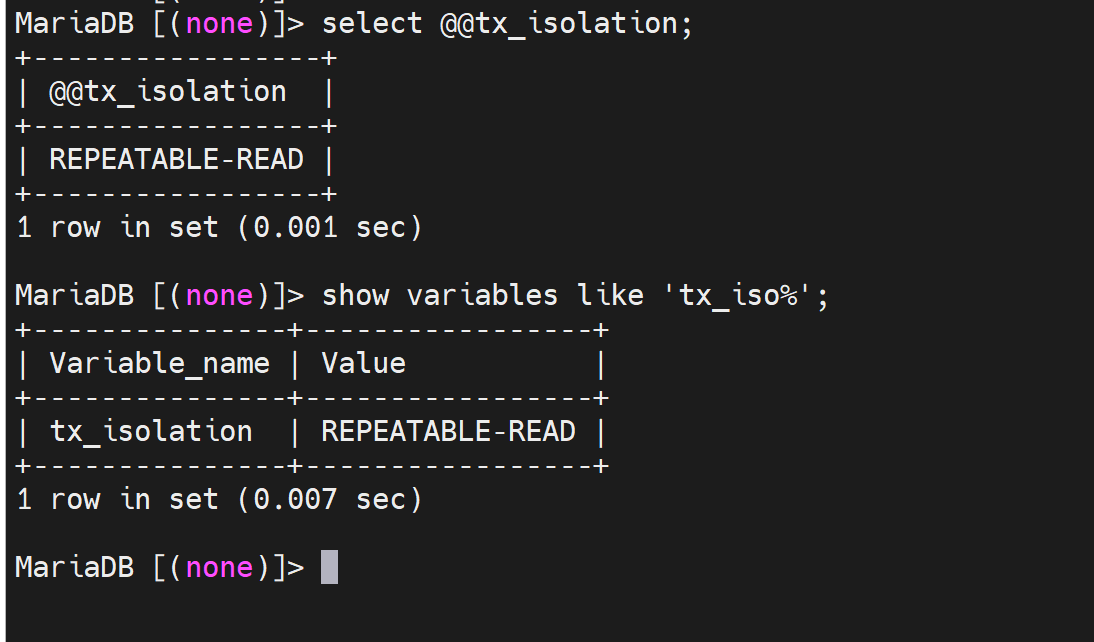 MariaDB [(none)]> select @@tx_isolation;
+-----------------+
| @@tx_isolation  |
+-----------------+
| REPEATABLE-READ |
+-----------------+
1 row in set (0.001 sec)

MariaDB [(none)]> show variables like 'tx_iso%';
+---------------+-----------------+
| Variable_name | Value           |
+---------------+-----------------+
| tx_isolation  | REPEATABLE-READ |
+---------------+-----------------+
1 row in set (0.007 sec)

MariaDB [(none)]>